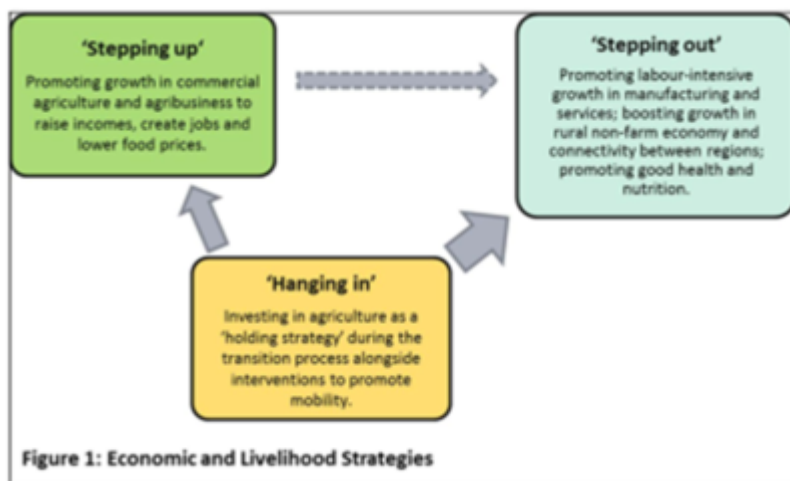 'Stepping up'
Promoting growth in commercial
agriculture and agribusiness to
raise incomes, create jobs and
lower food prices.
'Stepping out'
Promoting labour-intensive
growth in manufacturing and
services; boosting growth in
rural non-farm economy and
connectivity between regions;
promoting good health and
nutrition.
'Hanging in'
Investing in agriculture as a
'holding strategy' during the
transition process alongside
interventions to promote
mobility.
Figure 1: Economic and Livelihood Strategies